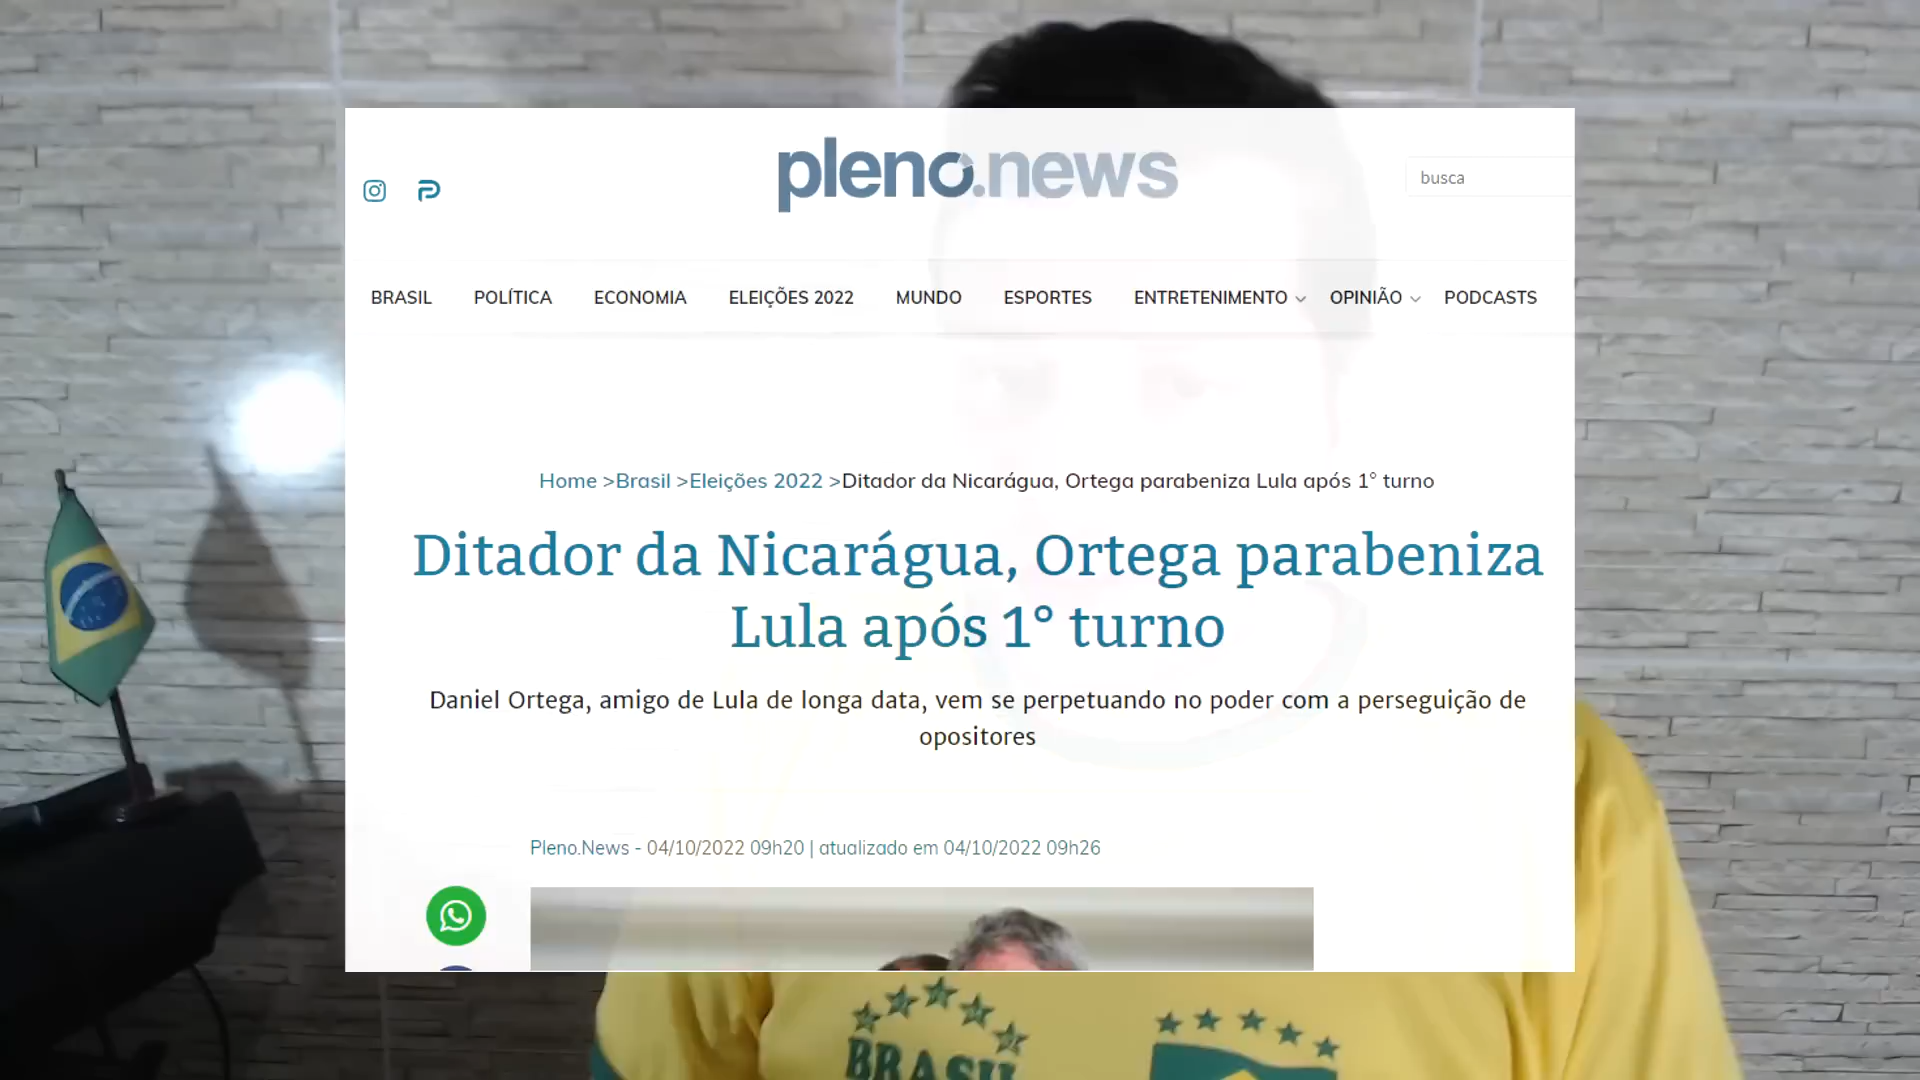 pleno.news
busca
BRASIL POLÍTICA ECONOMIA ELEIÇÕES 2022 MUNDO ESPORTES ENTRETENIMENTO OPINIÃO PODCASTS
Home >Brasil >Eleições 2022 >Ditador da Nicarágua, Ortega parabeniza Lula após 1° turno
Ditador da Nicarágua, Ortega parabeniza
Lula após 1° turno
Daniel Ortega, amigo de Lula de longa data, vem se perpetuando no poder com a perseguição de
opositores
Pleno.News - 04/10/2022 09h20 | atualizado em 04/10/2022 09h26
BRASIL